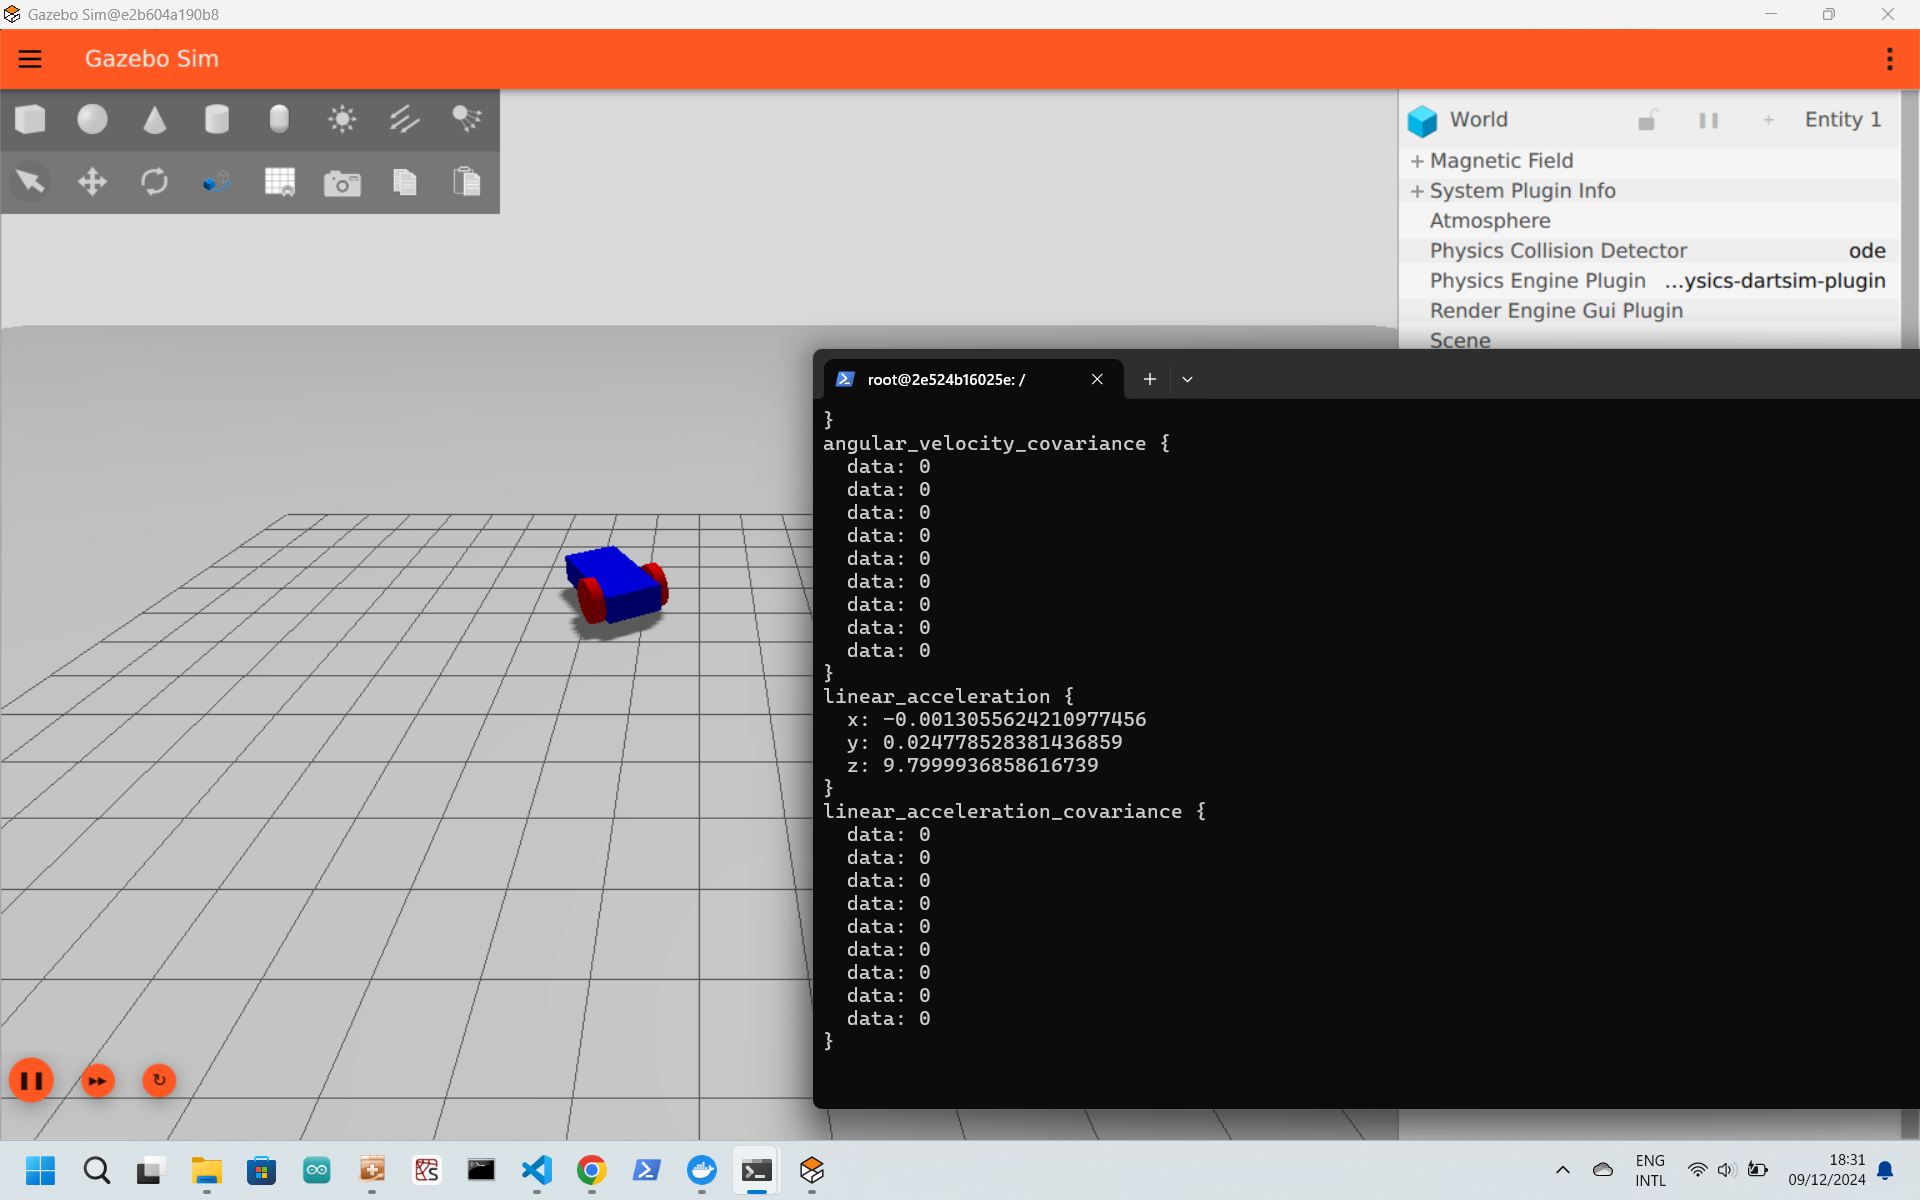 Gazebo Sim@e2b604a190b8
Gazebo Sim
World
Entity 1
+ Magnetic Field
+ System Plugin Info
Atmosphere
Physics Collision Detector ode
Physics Engine Plugin ...ysics-dartsim-plugin
Render Engine Gui Plugin
Scene
root@2e524b16025e: /
}
angular_velocity_covariance {
  data: 0
  data: 0
  data: 0
  data: 0
  data: 0
  data: 0
  data: 0
  data: 0
  data: 0
}
linear_acceleration {
  x: -0.0013055624210977456
  y: 0.024778528381436859
  z: 9.7999936858616739
}
linear_acceleration_covariance {
  data: 0
  data: 0
  data: 0
  data: 0
  data: 0
  data: 0
  data: 0
  data: 0
  data: 0
}
ENG
INTL
18:31
09/12/2024